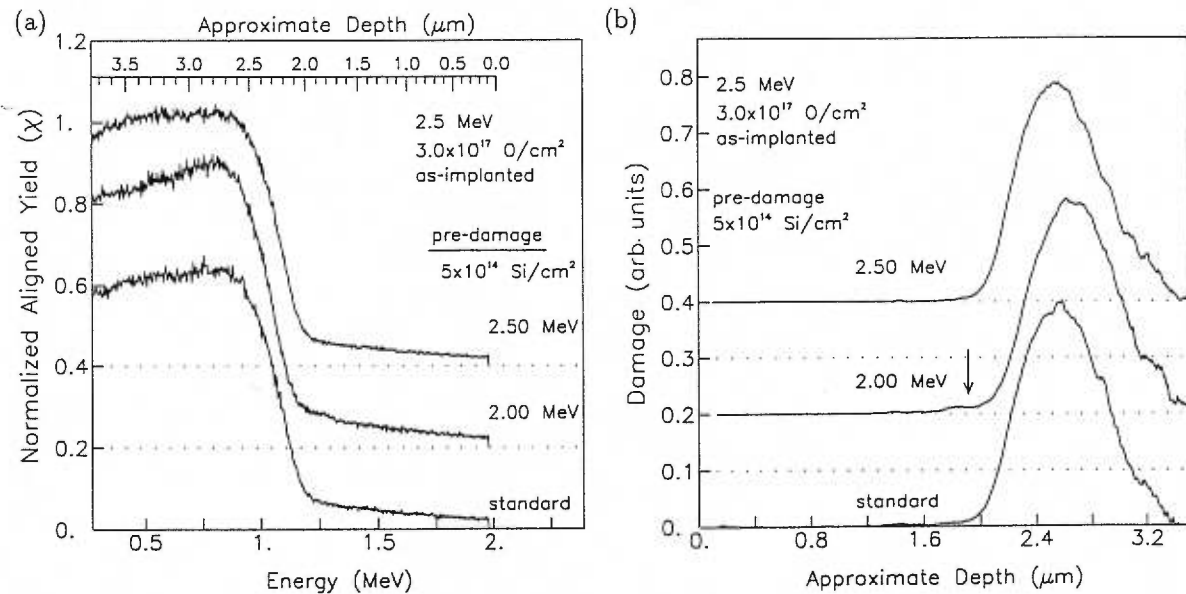 (a)
Approximate Depth (μm)
3.5 3.0 2.5 2.0 1.5 1.0 0.5 0.0
Normalized Aligned Yield (χ)
1.2
1.
0.8
0.6
0.4
0.2
0.
2.5 MeV
3.0x10¹⁷ O/cm²
as-implanted
pre-damage
5x10¹⁴ Si/cm²
2.50 MeV
2.00 MeV
standard
0.5 1. 1.5 2.
Energy (MeV)
(b)
Damage (arb. units)
0.8
0.7
0.6
0.5
0.4
0.3
0.2
0.1
0.
2.5 MeV
3.0x10¹⁷ O/cm²
as-implanted
pre-damage
5x10¹⁴ Si/cm²
2.50 MeV
2.00 MeV
standard
0. 0.8 1.6 2.4 3.2
Approximate Depth (μm)